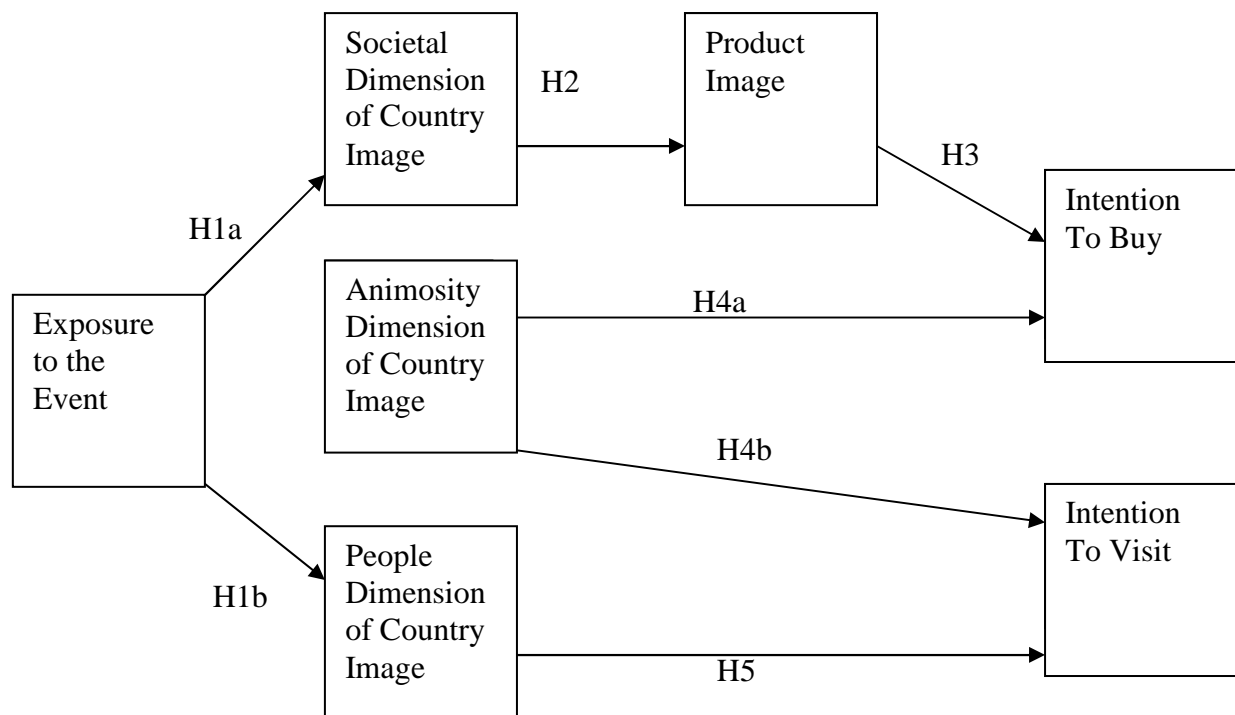 Societal
Dimension
of Country
Image
H2
Product
Image
H3
Intention
To Buy
H1a
Animosity
Dimension
of Country
Image
H4a
Exposure
to the
Event
H4b
Intention
To Visit
People
Dimension
of Country
Image
H1b
H5